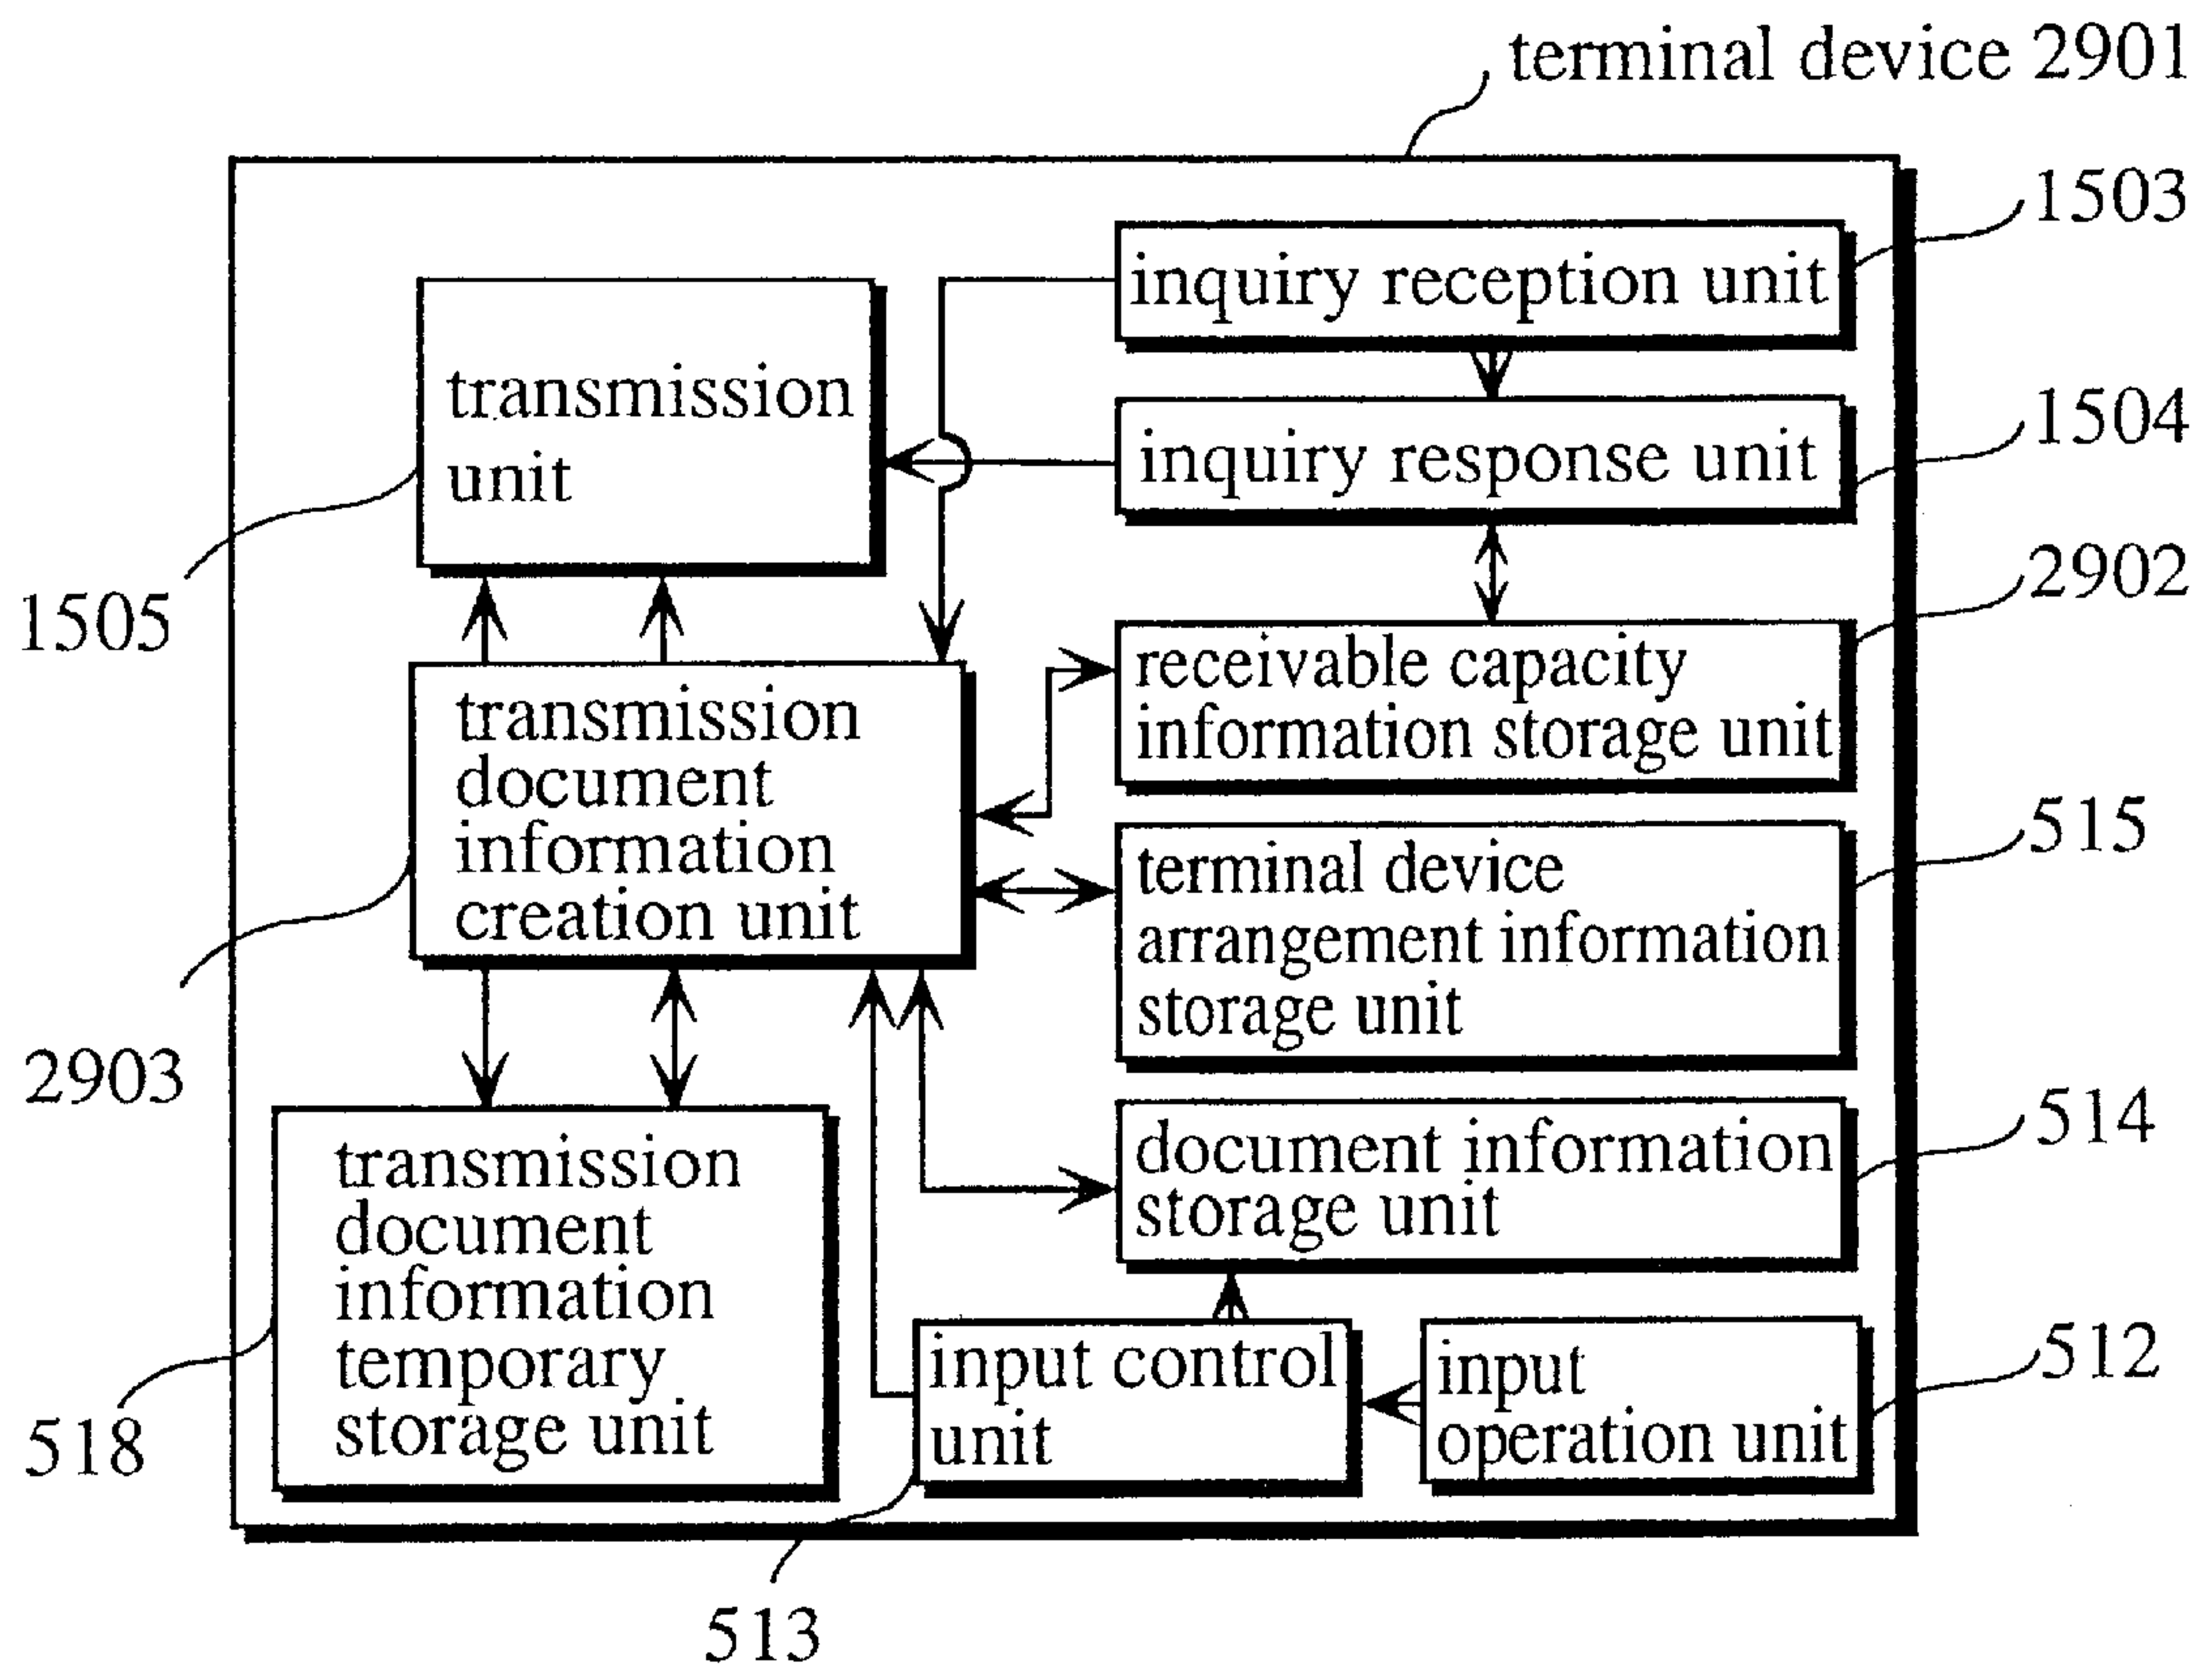 terminal device 2901
1503
inquiry reception unit
transmission
unit
1504
inquiry response unit
1505
2902
receivable capacity
information storage unit
transmission
document
information
creation unit
2903
515
terminal device
arrangement information
storage unit
514
document information
storage unit
transmission
document
information
temporary
storage unit
518
input control
unit
513
input
operation unit
512